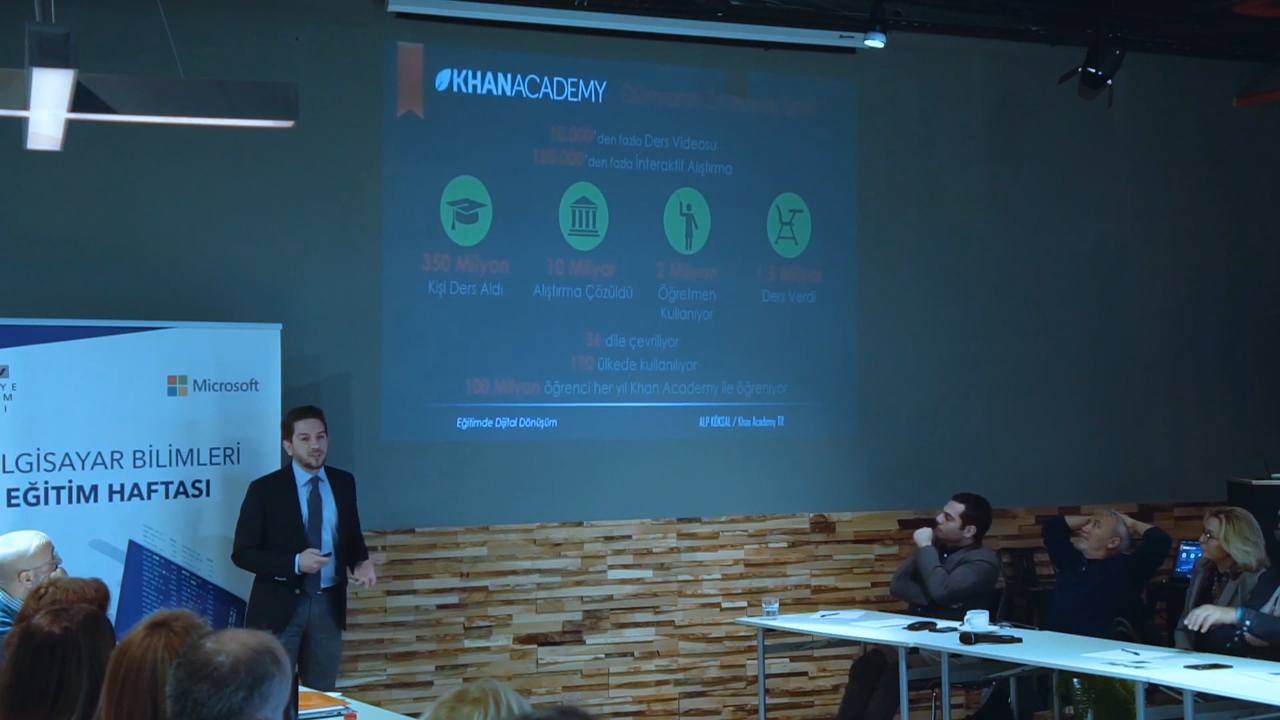 KHANACADEMY
10.000'den fazla Ders Videosu
150.000'den fazla İnteraktif Alıştırma
350 Milyon
Kişi Ders Aldı
10 Milyar
Alıştırma Çözüldü
2 Milyon
Öğretmen
Kullanıyor
Ders Verdi
36 dile çevriliyor
190 ülkede kullanılıyor
100 Milyon öğrenci her yıl Khan Academy ile öğreniyor
Eğitimde Dijital Dönüşüm
ALP KÖKSAL / Khan Academy TR
Microsoft
LGİSAYAR BİLİMLERİ
EĞİTİM HAFTASI